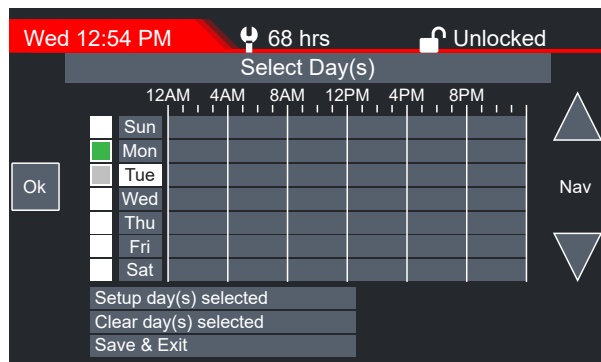 Wed 12:54 PM 68 hrs Unlocked
Select Day(s)
12AM 4AM 8AM 12PM 4PM 8PM
Sun
Mon
Ok Tue Nav
Wed
Thu
Fri
Sat
Setup day(s) selected
Clear day(s) selected
Save & Exit